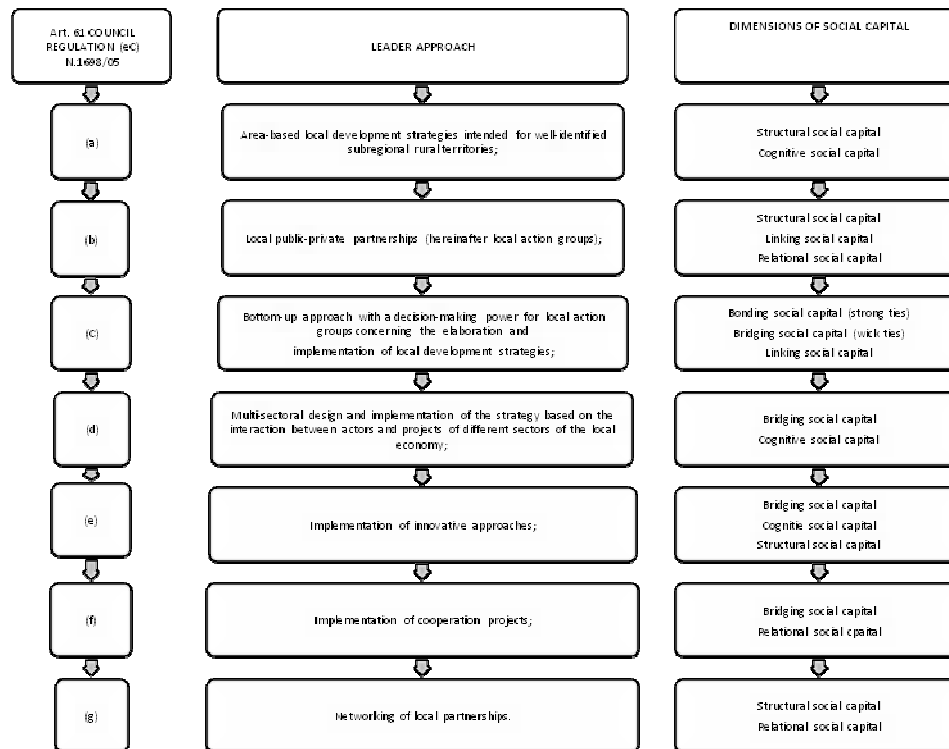 Art. 61 COUNCIL
REGULATION (eC)
N.1698/05
LEADER APPROACH
DIMENSIONS OF SOCIAL CAPITAL
(a)
Area-based local development strategies intended for well-identified
subregional rural territories;
Structural social capital
Cognitive social capital
(b)
Local public-private partnerships (hereinafter local action groups);
Structural social capital
Linking social capital
Relational social capital
(C)
Bottom-up approach with a decision-making power for local action
groups concerning the elaboration and
implementation of local development strategies;
Bonding social capital (strong ties)
Bridging social capital (wick ties)
Linking social capital
(d)
Multi-sectoral design and implementation of the strategy based on the
interaction between actors and projects of different sectors of the local
economy;
Bridging social capital
Cognitive social capital
(e)
Implementation of innovative approaches;
Bridging social capital
Cognitie social capital
Structural social capital
(f)
Implementation of cooperation projects;
Bridging social capital
Relational social cpaital
(g)
Networking of local partnerships.
Structural social capital
Relational social capital